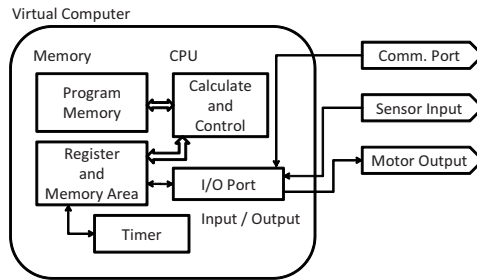 Virtual Computer
Memory
CPU
Program
Memory
Calculate
and
Control
Register
and
Memory Area
I/O Port
Input / Output
Timer
Comm. Port
Sensor Input
Motor Output